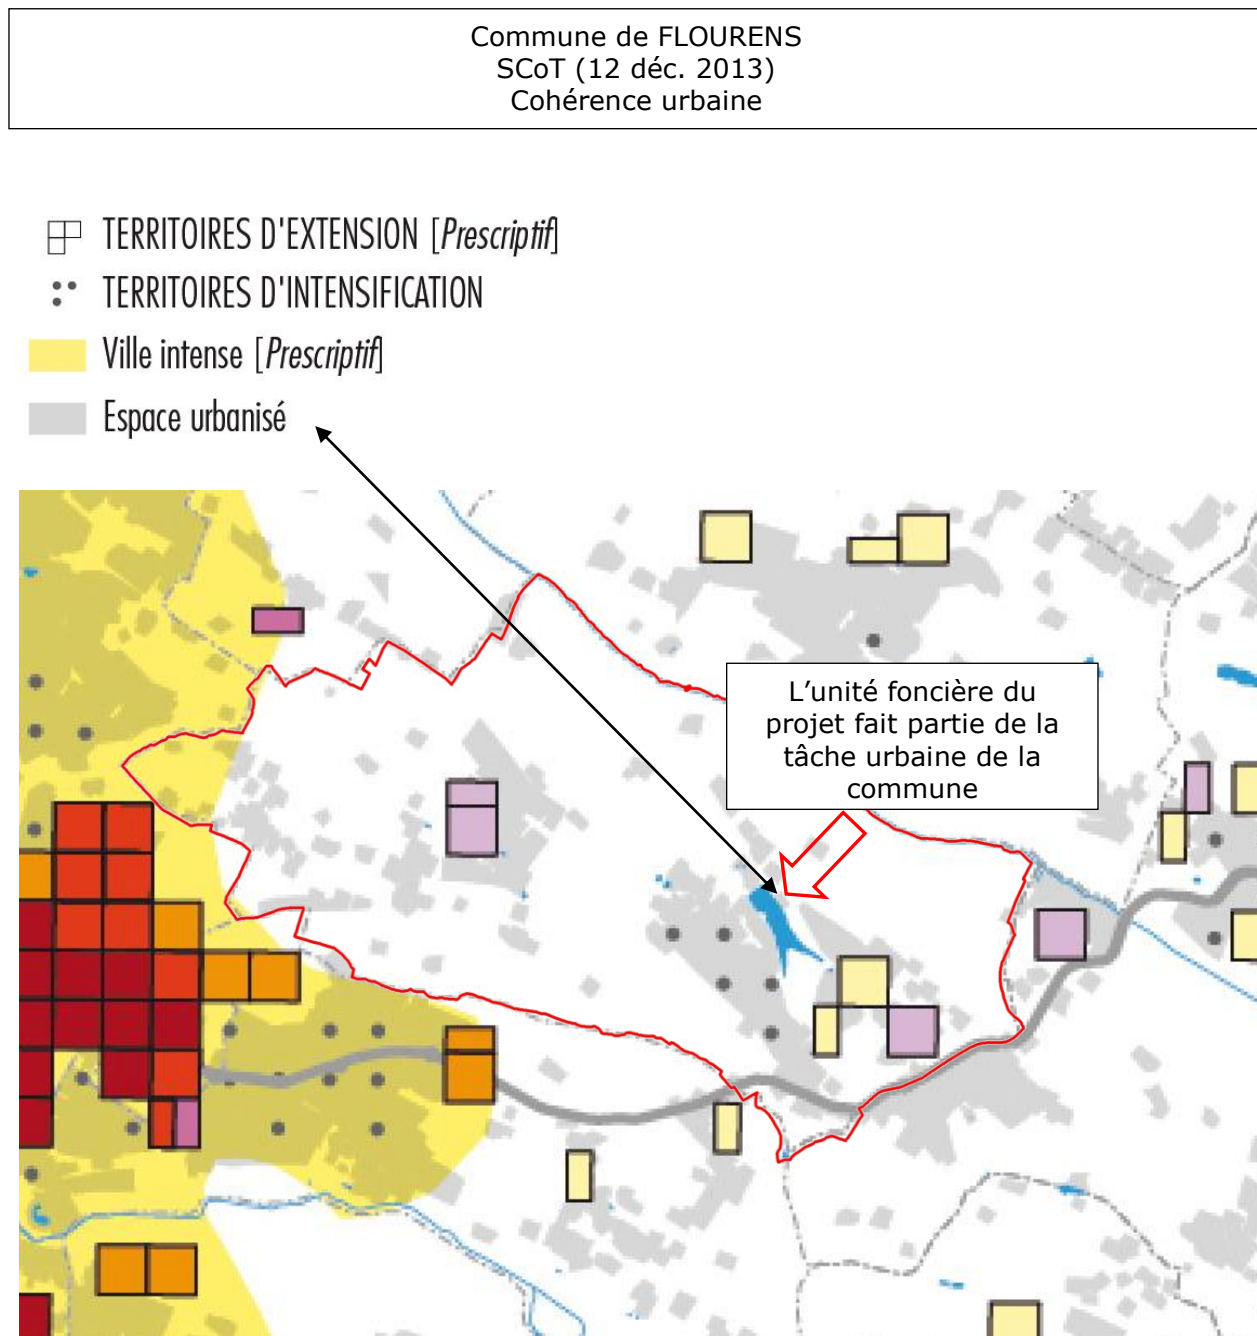 Commune de FLOURENS
SCoT (12 déc. 2013)
Cohérence urbaine
TERRITOIRES D'EXTENSION [Prescriptif]
TERRITOIRES D'INTENSIFICATION
Ville intense [Prescriptif]
Espace urbanisé
L’unité foncière du
projet fait partie de la
tâche urbaine de la
commune